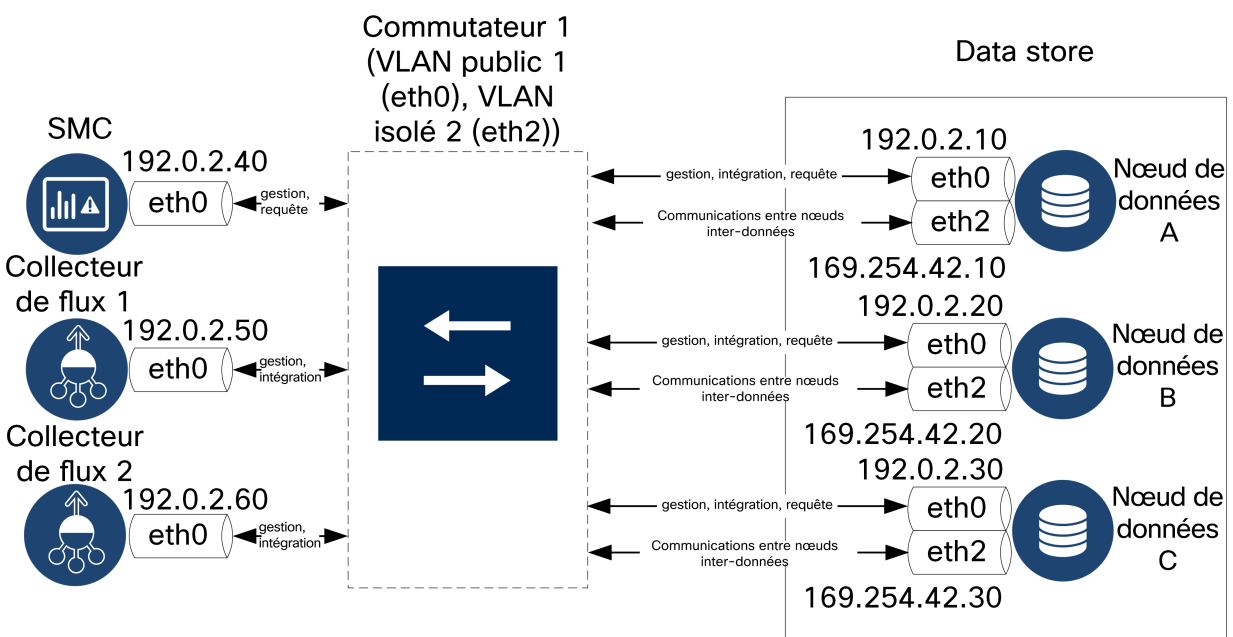 Commutateur 1
(VLAN public 1
(eth0), VLAN
isolé 2 (eth2))
Data store
SMC
192.0.2.40
eth0
gestion,
requête
Collecteur
de flux 1
192.0.2.50
eth0
gestion,
intégration
Collecteur
de flux 2
192.0.2.60
eth0
gestion,
intégration
192.0.2.10
gestion, intégration, requête
eth0
Communications entre nœuds
inter-données
eth2
169.254.42.10
Nœud de
données
A
192.0.2.20
gestion, intégration, requête
eth0
Communications entre nœuds
inter-données
eth2
169.254.42.20
Nœud de
données
B
192.0.2.30
gestion, intégration, requête
eth0
Communications entre nœuds
inter-données
eth2
169.254.42.30
Nœud de
données
C